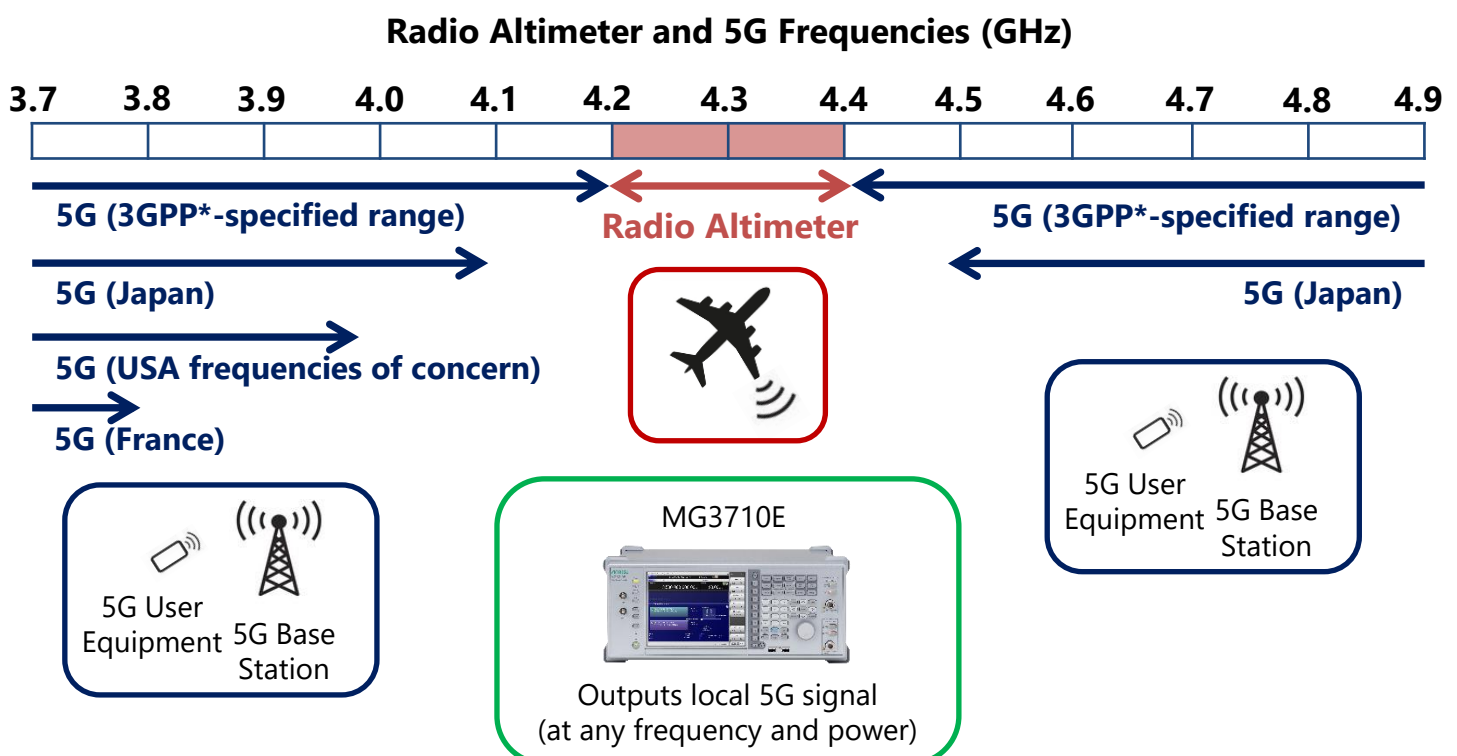 Radio Altimeter and 5G Frequencies (GHz)
3.7 3.8 3.9 4.0 4.1 4.2 4.3 4.4 4.5 4.6 4.7 4.8 4.9
5G (3GPP*-specified range)
Radio Altimeter
5G (3GPP*-specified range)
5G (Japan)
5G (Japan)
5G (USA frequencies of concern)
5G (France)
5G User
Equipment
5G Base
Station
MG3710E
Outputs local 5G signal
(at any frequency and power)
5G User
Equipment
5G Base
Station